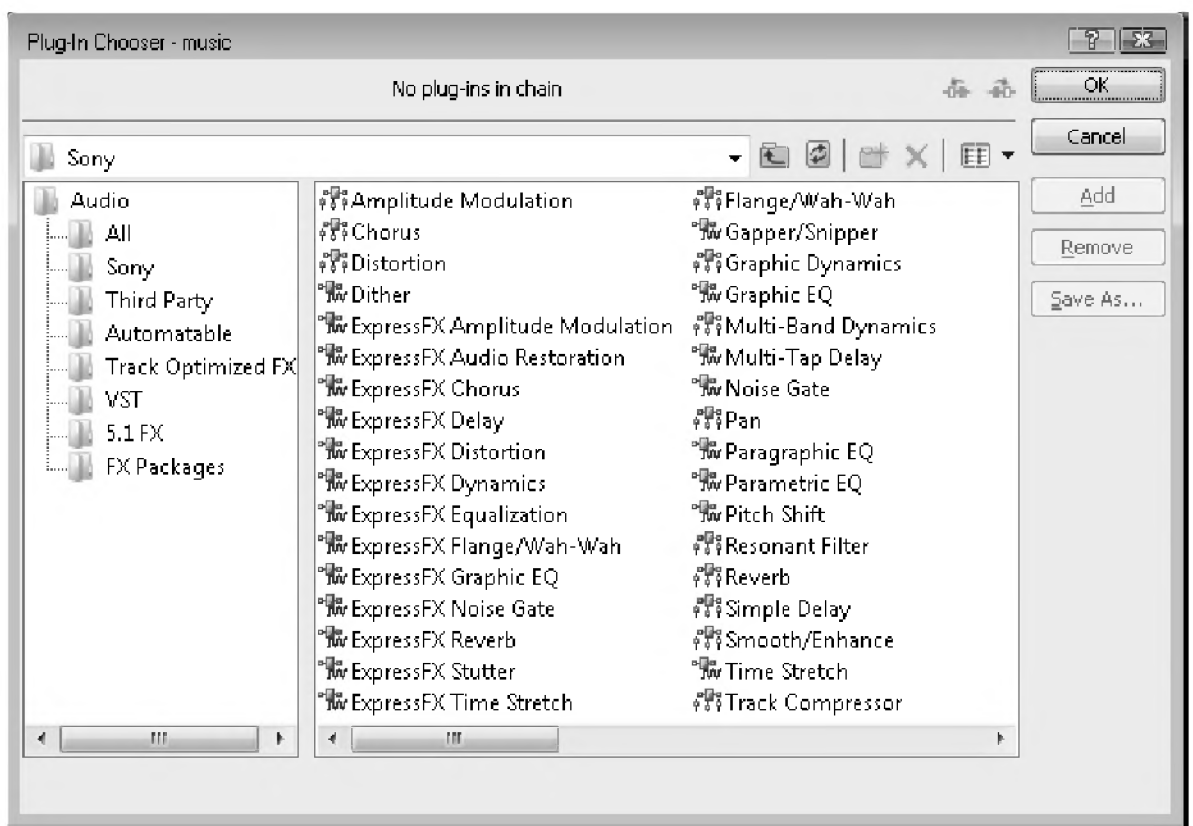 Plug-In Chooser - music
No plug-ins in chain
OK
Cancel
Add
Remove
Save As...
Sony
Audio
All
Sony
Third Party
Automatable
Track Optimized FX
VST
5.1 FX
FX Packages
Amplitude Modulation
Chorus
Distortion
Dither
ExpressFX Amplitude Modulation
ExpressFX Audio Restoration
ExpressFX Chorus
ExpressFX Delay
ExpressFX Distortion
ExpressFX Dynamics
ExpressFX Equalization
ExpressFX Flange/Wah-Wah
ExpressFX Graphic EQ
ExpressFX Noise Gate
ExpressFX Reverb
ExpressFX Stutter
ExpressFX Time Stretch
Flange/Wah-Wah
Gapper/Snipper
Graphic Dynamics
Graphic EQ
Multi-Band Dynamics
Multi-Tap Delay
Noise Gate
Pan
Paragraphic EQ
Parametric EQ
Pitch Shift
Resonant Filter
Reverb
Simple Delay
Smooth/Enhance
Time Stretch
Track Compressor